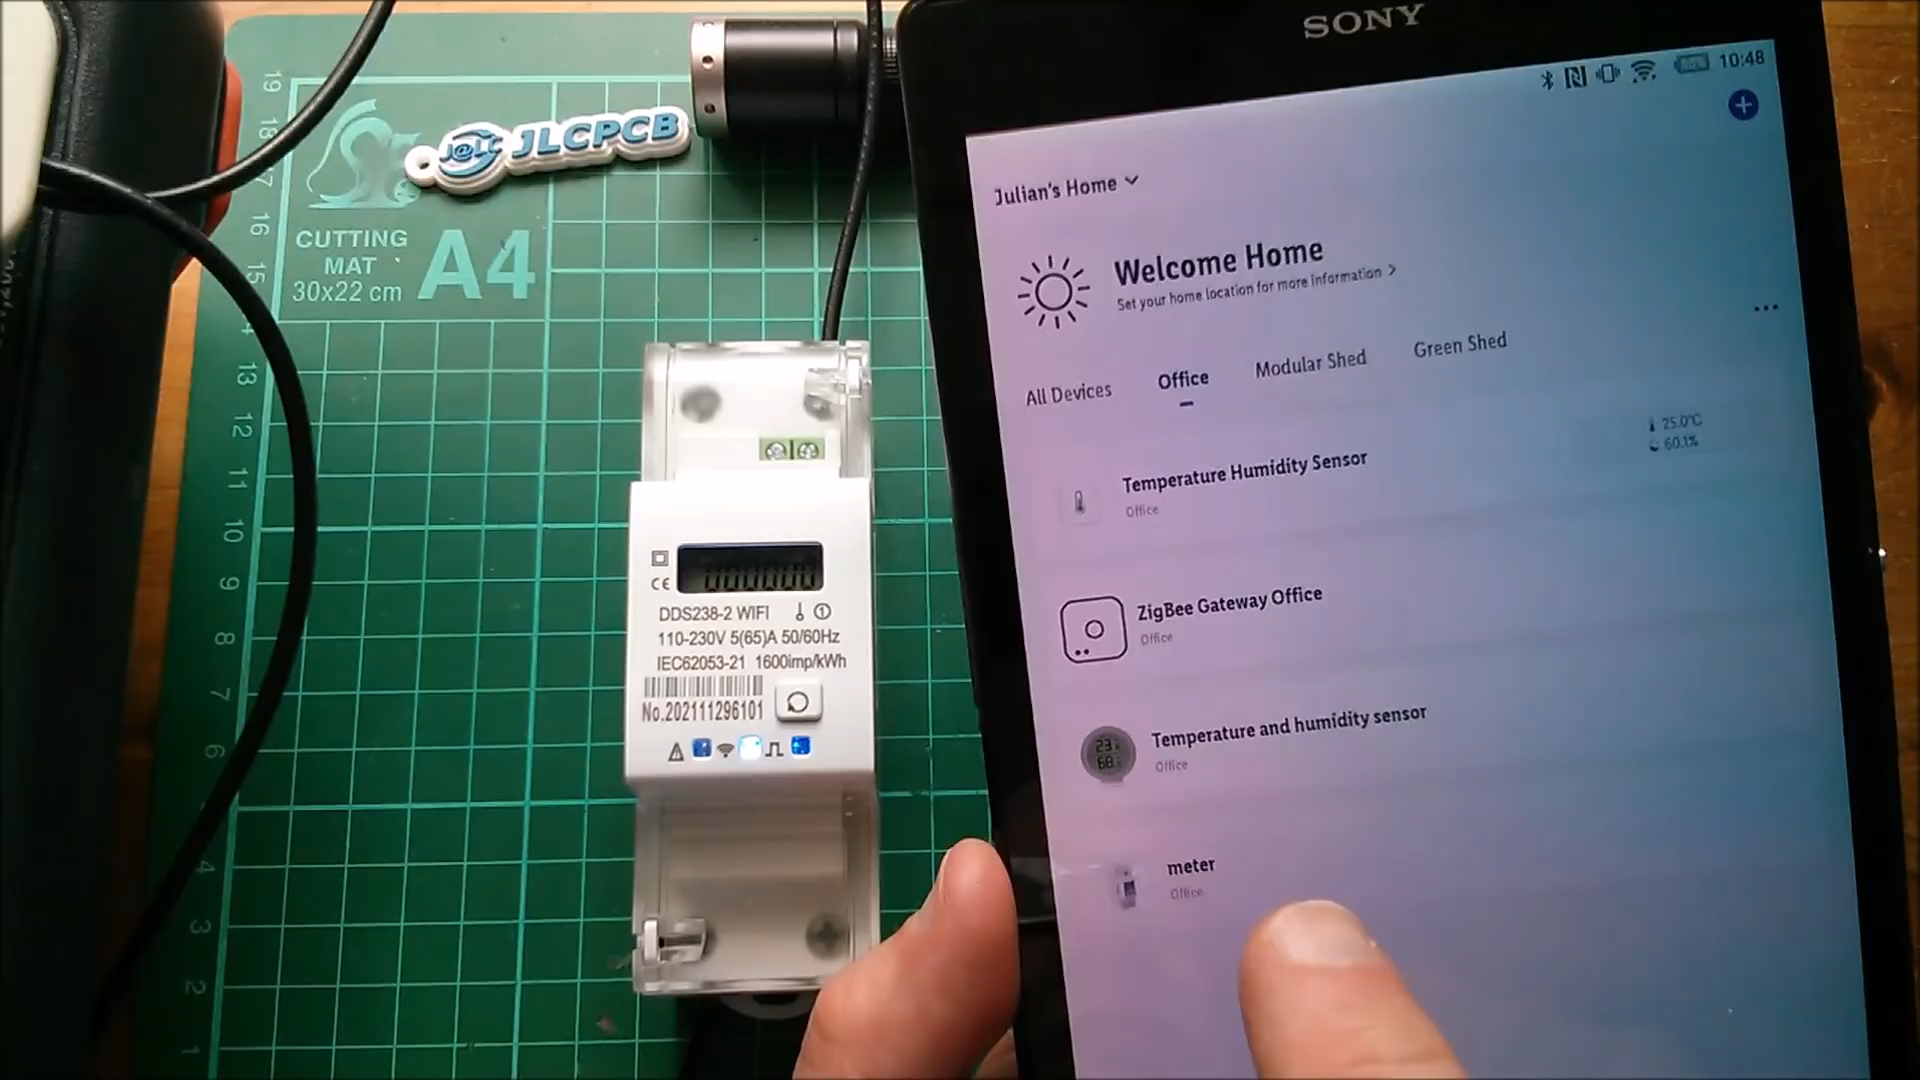 19
18
17
16
15
14
13
12
11
10
9
8
7
6
4
3
2
1
J@LC JLCPCB
CUTTING
MAT
A4
30x22 cm
CE
DDS238-2 WIFI
110-230V 5(65)A 50/60Hz
IEC62053-21 1600imp/kWh
No.202111296101
SONY
10:48
Julian's Home
Welcome Home
Set your home location for more information >
All Devices
Office
Modular Shed
Green Shed
Temperature Humidity Sensor
Office
25.0°C
60.1%
ZigBee Gateway Office
Office
Temperature and humidity sensor
Office
meter
Office